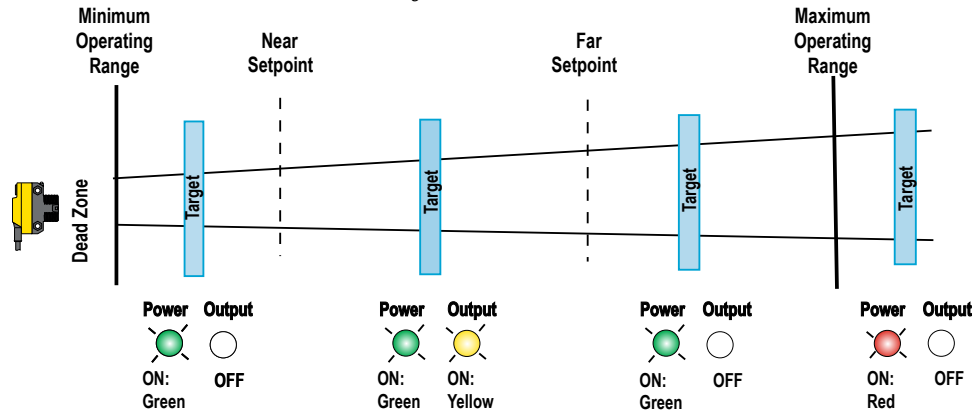 Minimum
Operating
Range
Near
Setpoint
Far
Setpoint
Maximum
Operating
Range
Dead Zone
Target
Target
Target
Target
Power Output
ON:
Green
OFF
Power Output
ON:
Green
ON:
Yellow
Power Output
ON:
Green
OFF
Power Output
ON:
Red
OFF